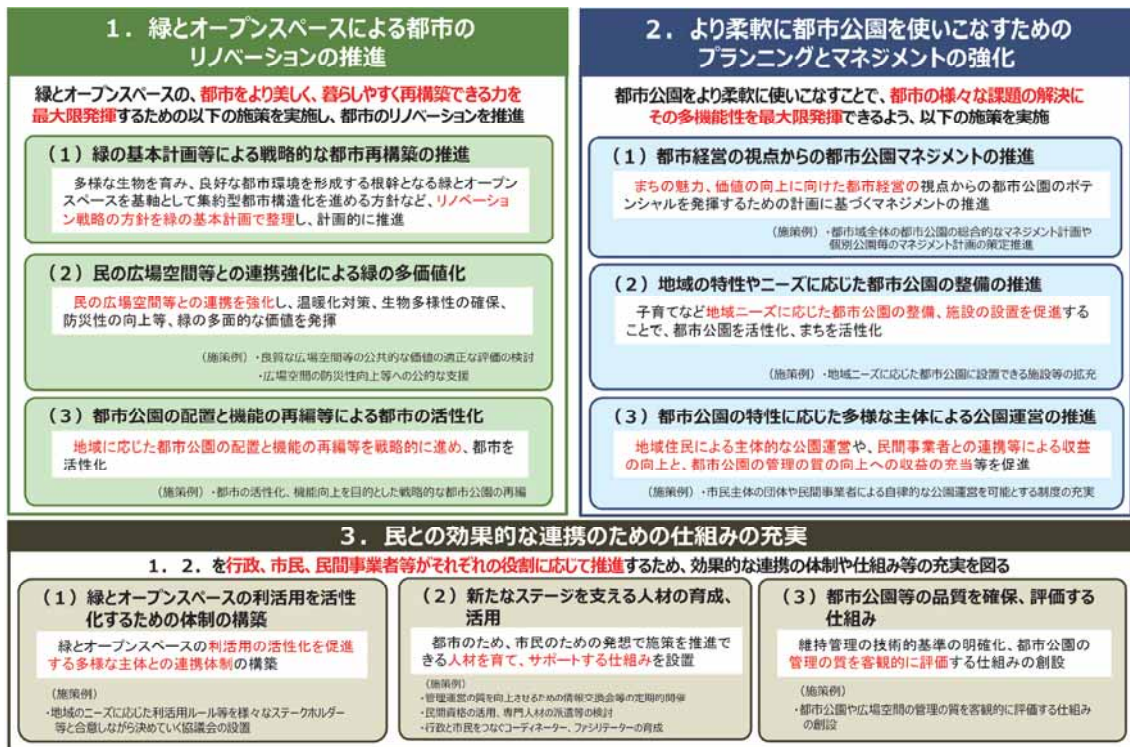 1．緑とオープンスペースによる都市の
リノベーションの推進
緑とオープンスペースの、都市をより美しく、暮らしやすく再構築できる力を
最大限発揮するための以下の施策を実施し、都市のリノベーションを推進
（1）緑の基本計画等による戦略的な都市再構築の推進
多様な生物を育み、良好な都市環境を形成する根幹となる緑とオープン
スペースを基軸として集約型都市構造化を進める方針など、リノベーション
戦略の方針を緑の基本計画で整理し、計画的に推進
（2）民の広場空間等との連携強化による緑の多価値化
民の広場空間等との連携を強化し、温暖化対策、生物多様性の確保、
防災性の向上等、緑の多面的な価値を発揮
（施策例）・良質な広場空間等の公共的な価値の適正な評価の検討
・広場空間の防災性向上等への公的な支援
（3）都市公園の配置と機能の再編等による都市の活性化
地域に応じた都市公園の配置と機能の再編等を戦略的に進め、都市を
活性化
（施策例）・都市の活性化、機能向上を目的とした戦略的な都市公園の再編
2．より柔軟に都市公園を使いこなすための
プランニングとマネジメントの強化
都市公園をより柔軟に使いこなすことで、都市の様々な課題の解決に
その多機能性を最大限発揮できるよう、以下の施策を実施
（1）都市経営の視点からの都市公園マネジメントの推進
まちの魅力、価値の向上に向けた都市経営の視点からの都市公園のポテ
ンシャルを発揮するための計画に基づくマネジメントの推進
（施策例）・都市域全体の都市公園の総合的なマネジメント計画や
個別公園毎のマネジメント計画の策定推進
（2）地域の特性やニーズに応じた都市公園の整備の推進
子育てなど地域ニーズに応じた都市公園の整備、施設の設置を促進する
ことで、都市公園を活性化、まちを活性化
（施策例）・地域ニーズに応じた都市公園に設置できる施設等の拡充
（3）都市公園の特性に応じた多様な主体による公園運営の推進
地域住民による主体的な公園運営や、民間事業者との連携等による収益
の向上と、都市公園の管理の質の向上への収益の充当等を促進
（施策例）・市民主体の団体や民間事業者による自律的な公園運営を可能とする制度の充実
3．民との効果的な連携のための仕組みの充実
1．2．を行政、市民、民間事業者等がそれぞれの役割に応じて推進するため、効果的な連携の体制や仕組み等の充実を図る
（1）緑とオープンスペースの利活用を活性
化するための体制の構築
緑とオープンスペースの利活用の活性化を促進
する多様な主体との連携体制の構築
（施策例）
・地域のニーズに応じた利活用ルール等を様々なステークホルダー
等と合意しながら決めていく協議会の設置
（2）新たなステージを支える人材の育成、
活用
都市のため、市民のための発想で施策を推進で
きる人材を育て、サポートする仕組みを設置
（施策例）
・管理運営の質を向上させるための情報交換会等の定期的開催
・民間資格の活用、専門人材の派遣等の検討
・行政と市民をつなぐコーディネーター、ファシリテーターの育成
（3）都市公園等の品質を確保、評価する
仕組み
維持管理の技術的基準の明確化、都市公園の
管理の質を客観的に評価する仕組みの創設
（施策例）
・都市公園や広場空間の管理の質を客観的に評価する仕組み
の創設